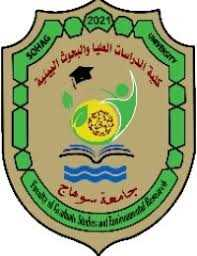 2021
SOHAG
UNIVERSITY
كلية الدراسات العليا والبحوث البيئية
جامعة سوهاج
Faculty of Graduate Studies and Environmental Research